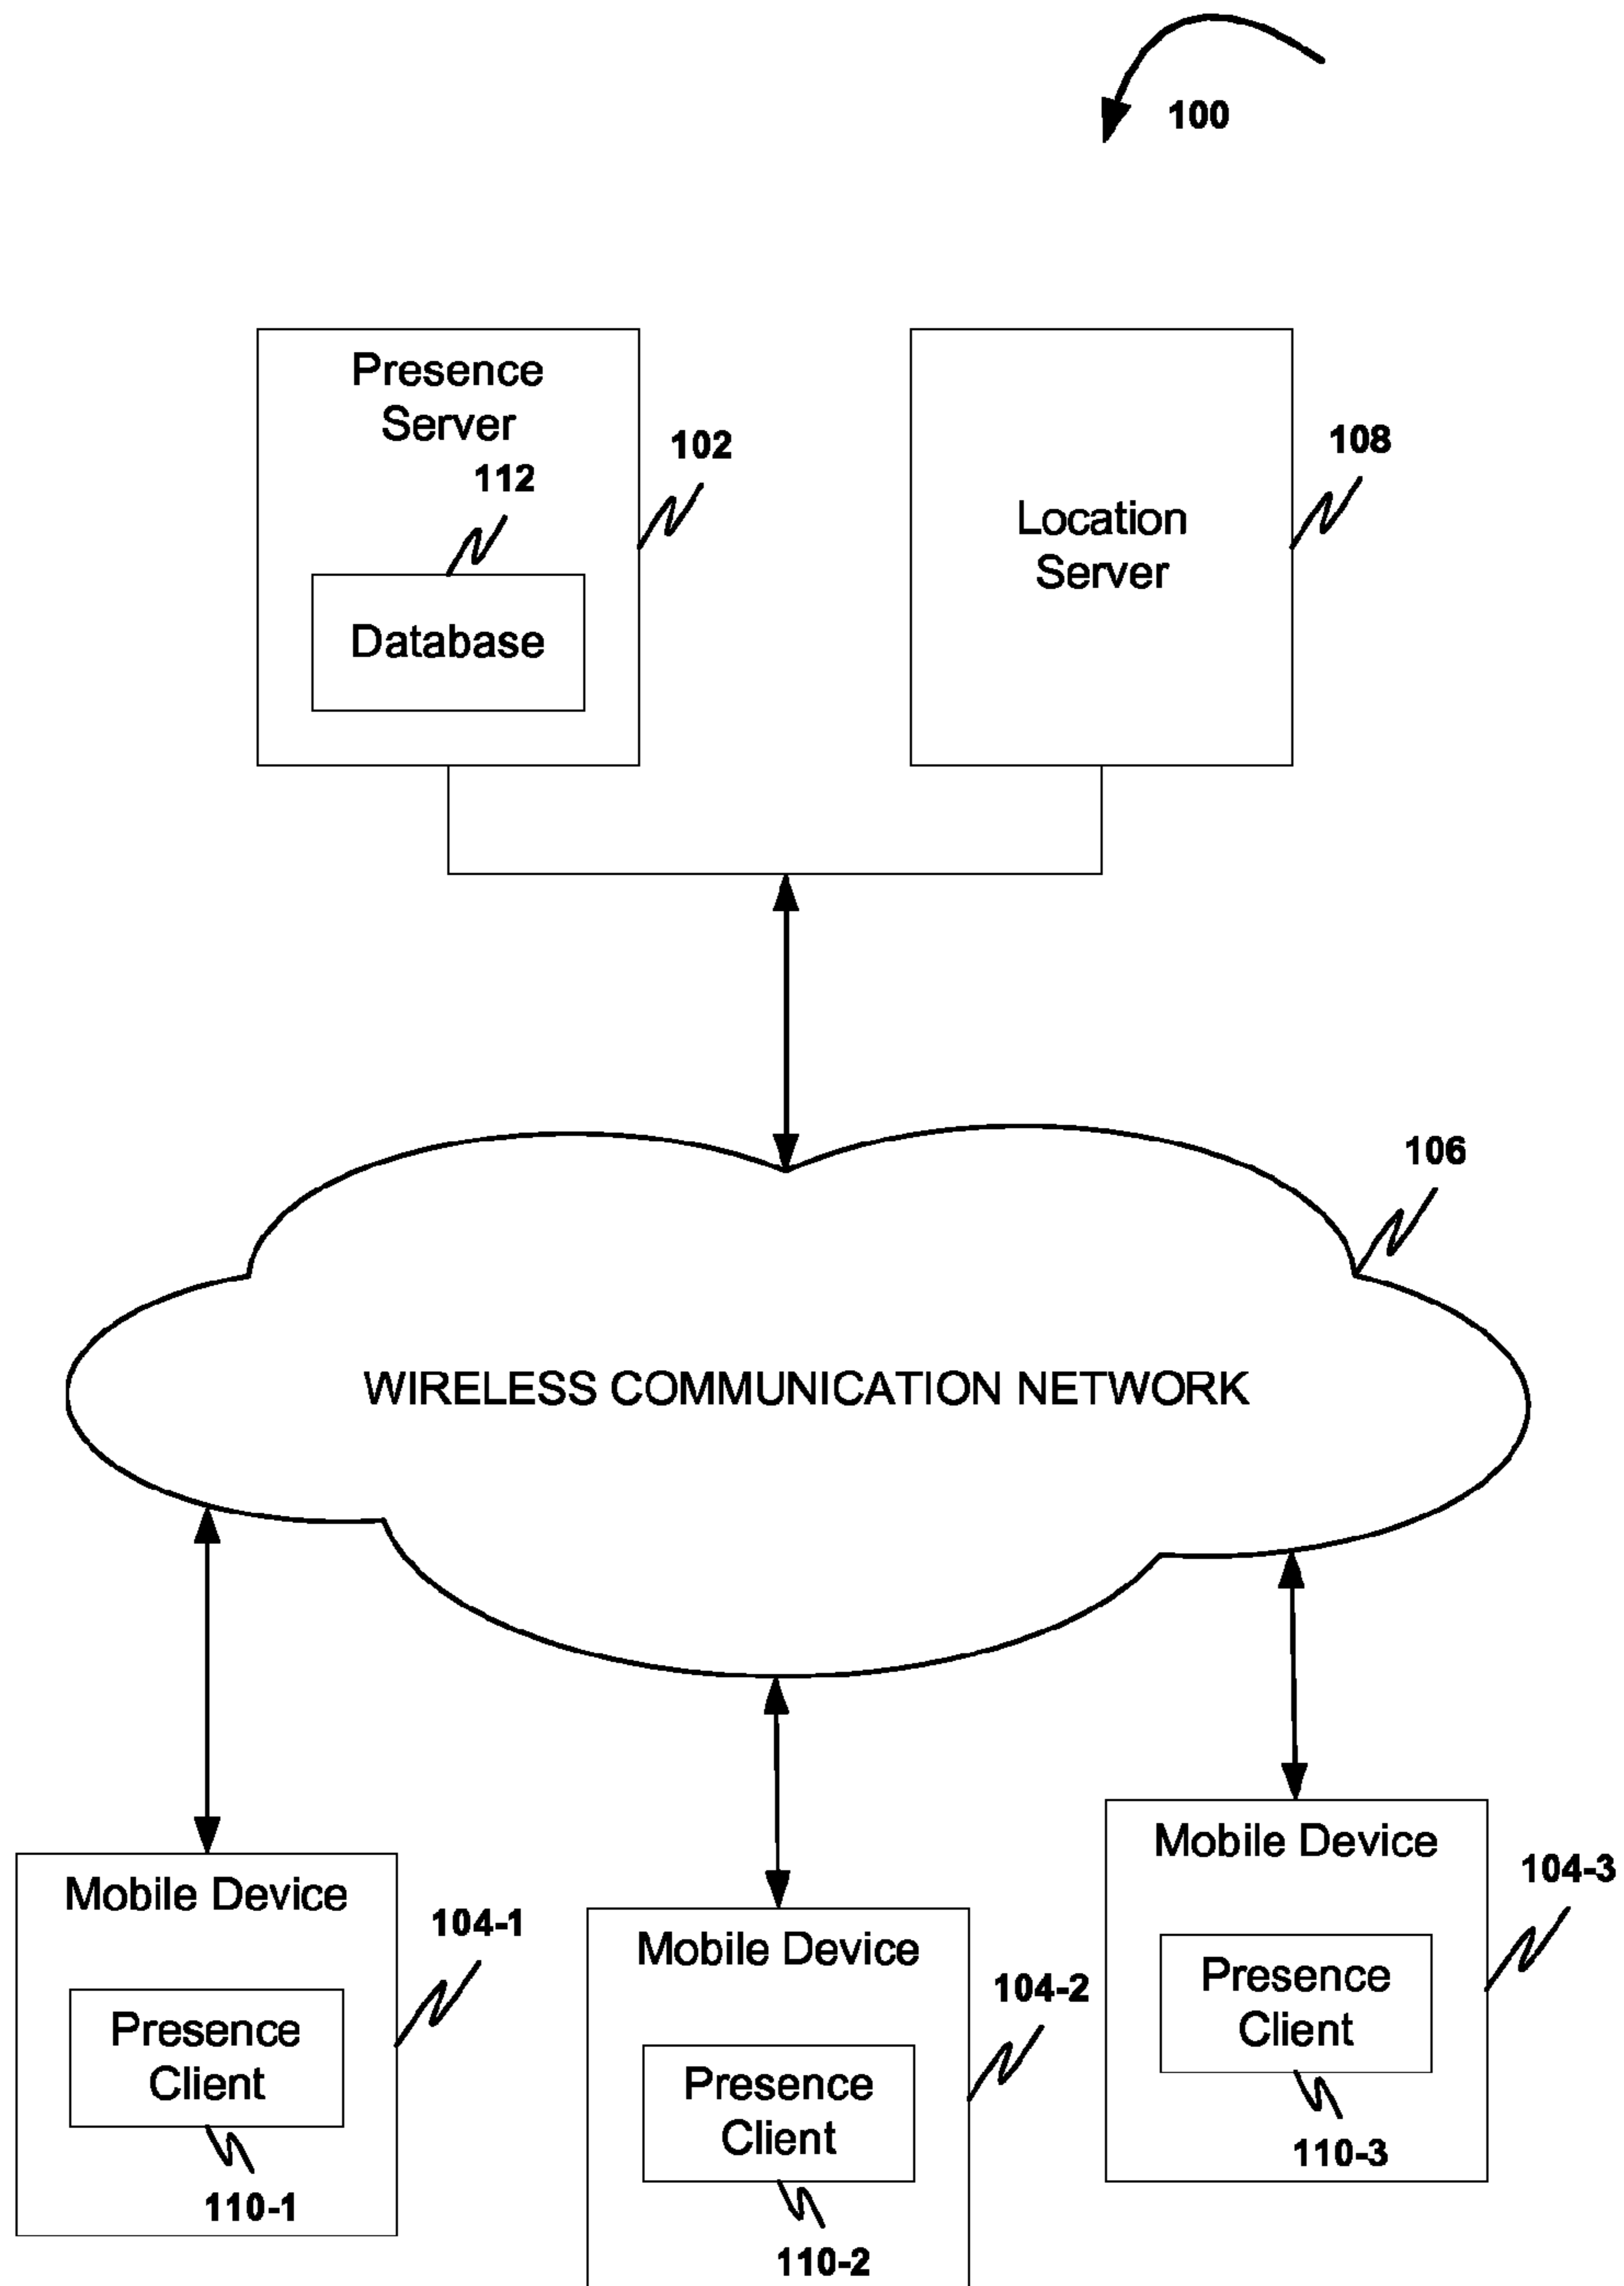 100
Presence
Server
102
112
Database
Location
Server
108
106
WIRELESS COMMUNICATION NETWORK
Mobile Device
104-1
Presence
Client
110-1
Mobile Device
104-2
Presence
Client
110-2
Mobile Device
104-3
Presence
Client
110-3